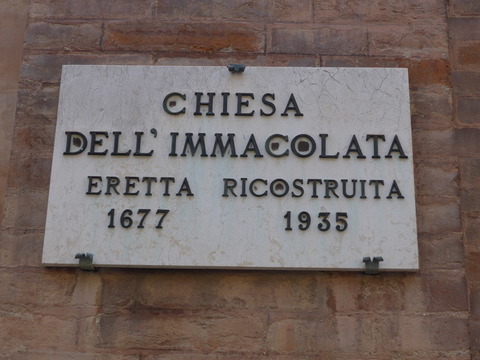 CHIESA
DELL' IMMACOLATA
ERETTA RICOSTRUITA
1677 1935